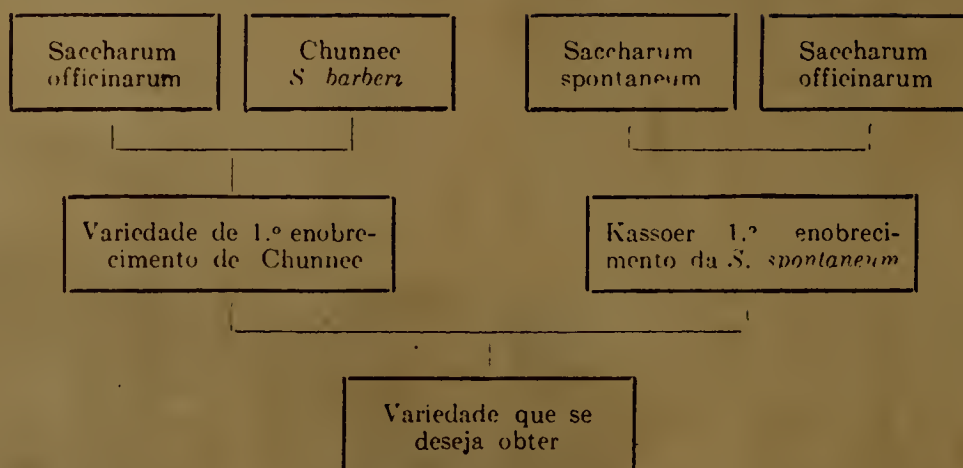 Saccharum
officinarum
Chunnee
S barberi
Saccharum
spontaneum
Saccharum
officinarum
Variedade de 1.º enobre-
cimento de Chunnee
Kassoer 1.º enobreci-
mento da S. spontaneum
Variedade que se
deseja obter